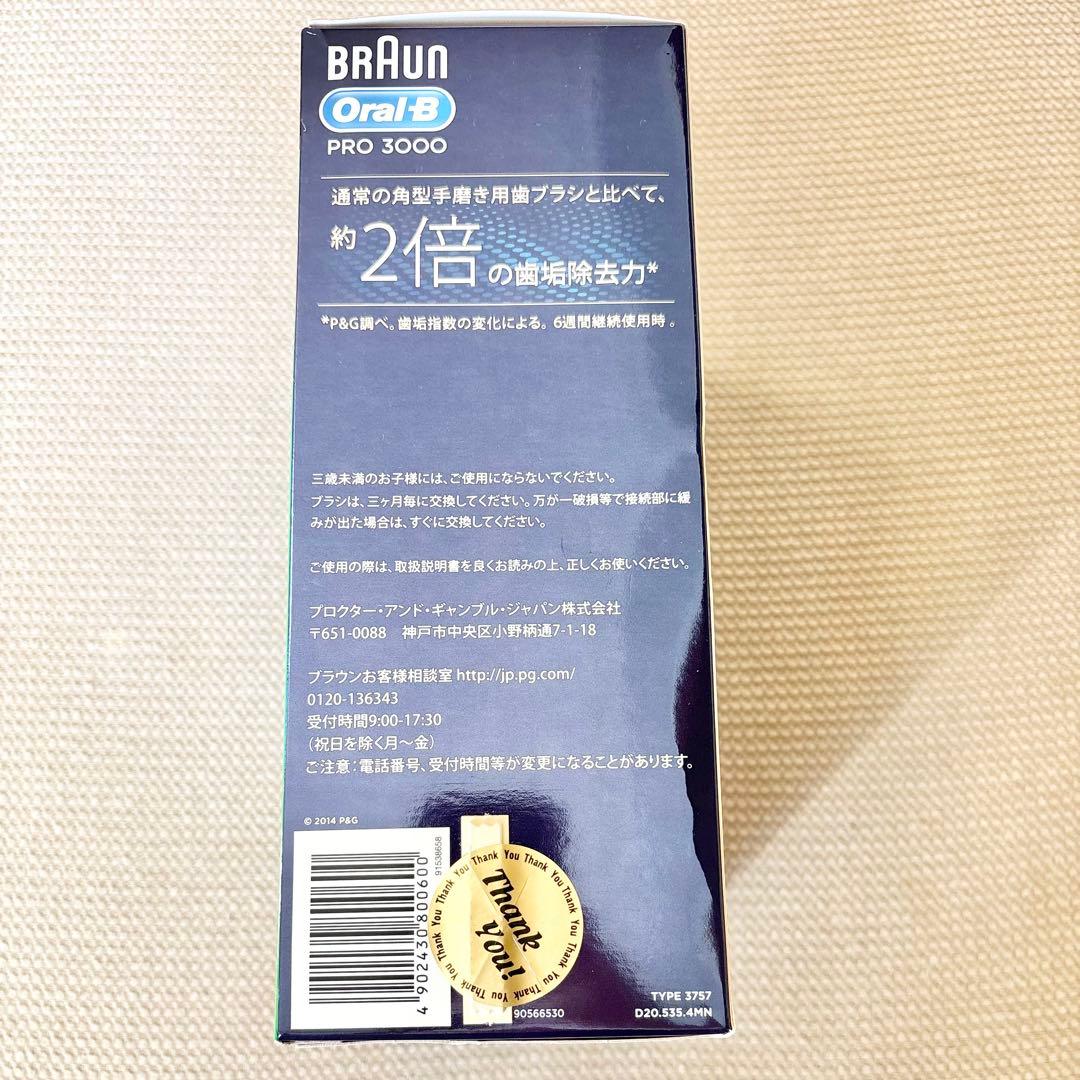 BRAUN
Oral-B
PRO 3000
通常の角型手磨き用歯ブラシと比べて、
約2倍の歯垢除去力*
*P&G調べ。歯垢指数の変化による。6週間継続使用時。
三歳未満のお子様には、ご使用にならないでください。
ブラシは、三ヶ月毎に交換してください。万が一破損等で接続部に緩
みが出た場合は、すぐに交換してください。
ご使用の際は、取扱説明書を良くお読みの上、正しくお使いください。
プロクター・アンド・ギャンブル・ジャパン株式会社
〒651-0088 神戸市中央区小野柄通7-1-18
ブラウンお客様相談室 http://jp.pg.com/
0120-136343
受付時間9:00-17:30
（祝日を除く月〜金）
ご注意：電話番号、受付時間等が変更になることがあります。
© 2014 P&G
4 902430 800600
91538658
Thank You Thank You Thank You Thank You Thank You Thank You Thank You
Thank
You!
90566530
TYPE 3757
D20.535.4MN